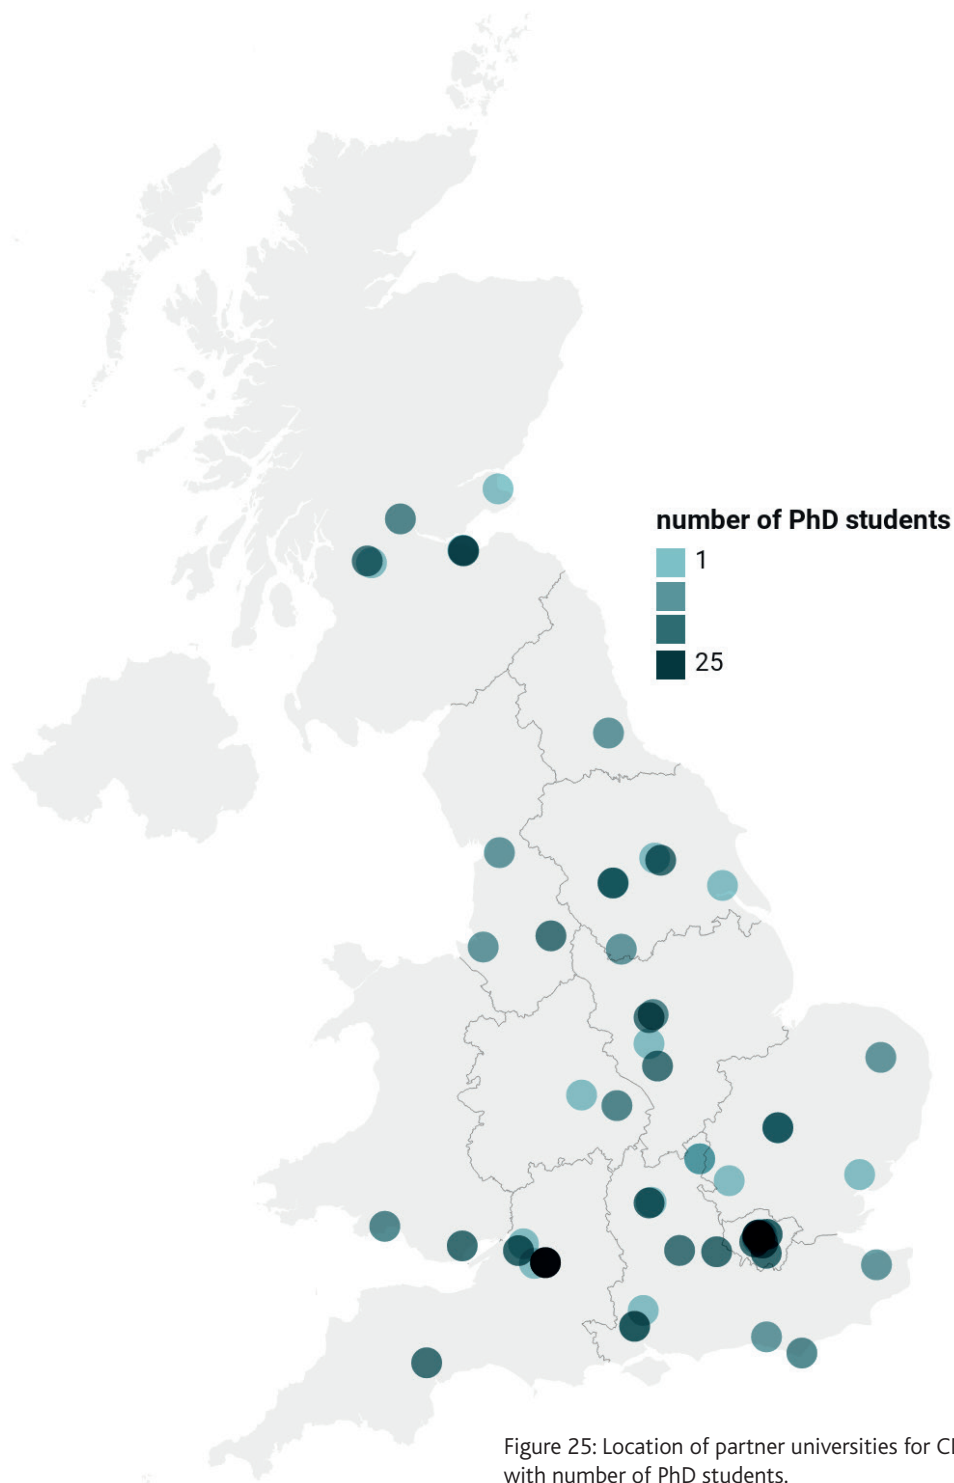 number of PhD students
1
25
Figure 25: Location of partner universities for
with number of PhD students.